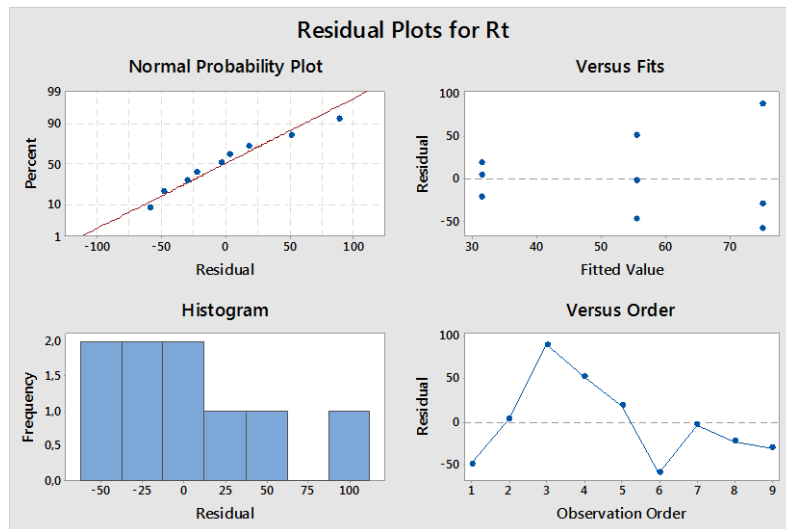 Residual Plots for Rt
Normal Probability Plot
99
90
50
10
1
Percent
-100 -50 0 50 100
Residual
Versus Fits
100
50
0
-50
Residual
30 40 50 60 70
Fitted Value
Histogram
2,0
1,5
1,0
0,5
0,0
Frequency
-50 -25 0 25 50 75 100
Residual
Versus Order
100
50
0
-50
Residual
1 2 3 4 5 6 7 8 9
Observation Order